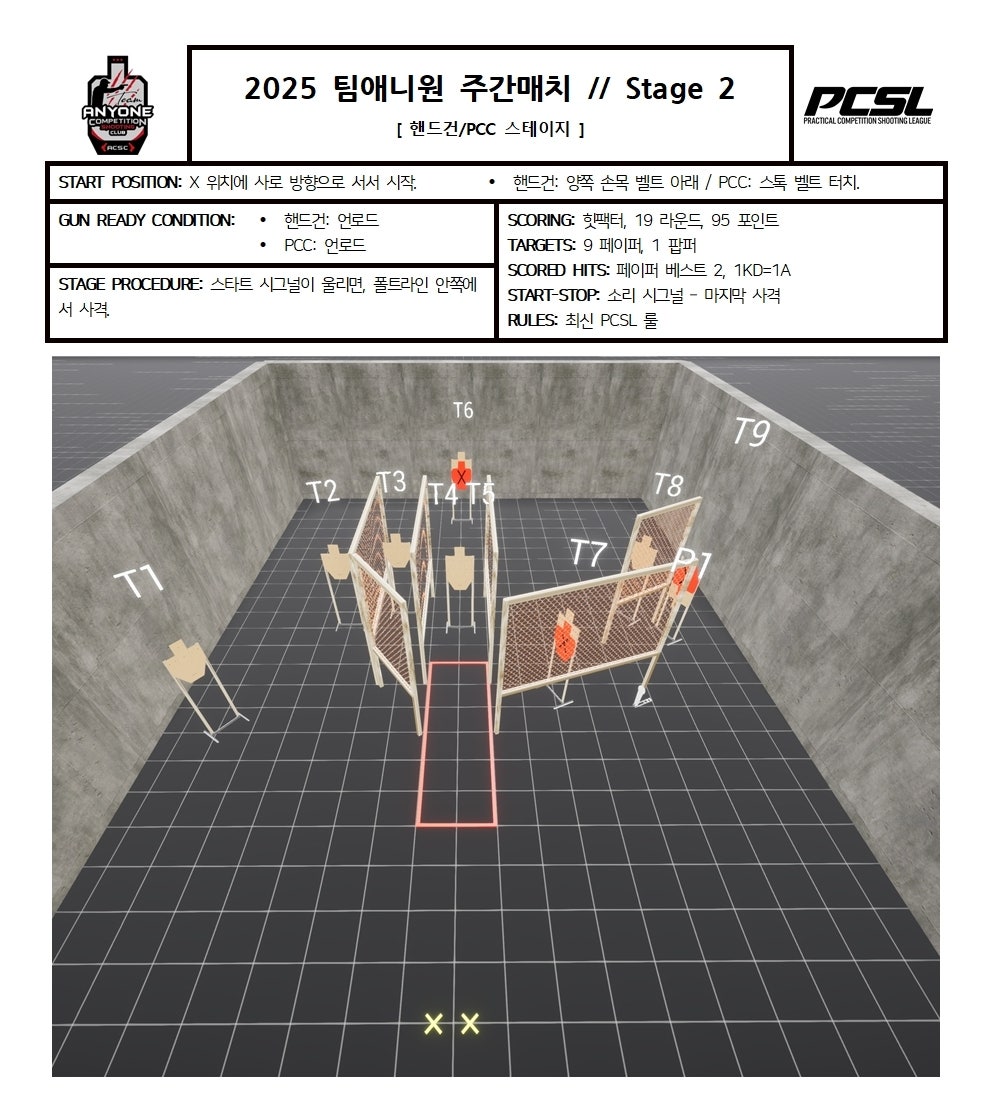 2025 팀애니원 주간매치 // Stage 2
[ 핸드건/PCC 스테이지 ]
Team
ANYONE
COMPETITION
SHOOTING
CLUB
ACSC
PCSL
PRACTICAL COMPETITION SHOOTING LEAGUE
START POSITION: X 위치에 사로 방향으로 서서 시작. • 핸드건: 양쪽 손목 벨트 아래 / PCC: 스톡 벨트 터치.
GUN READY CONDITION: • 핸드건: 언로드
• PCC: 언로드
STAGE PROCEDURE: 스타트 시그널이 울리면, 폴트라인 안쪽에
서 사격.
SCORING: 힛팩터, 19 라운드, 95 포인트
TARGETS: 9 페이퍼, 1 팝퍼
SCORED HITS: 페이퍼 베스트 2, 1KD=1A
START-STOP: 소리 시그널 - 마지막 사격
RULES: 최신 PCSL 룰
T6
T9
T2
T3
T4
T5
T8
T1
T7
P1
X
X X